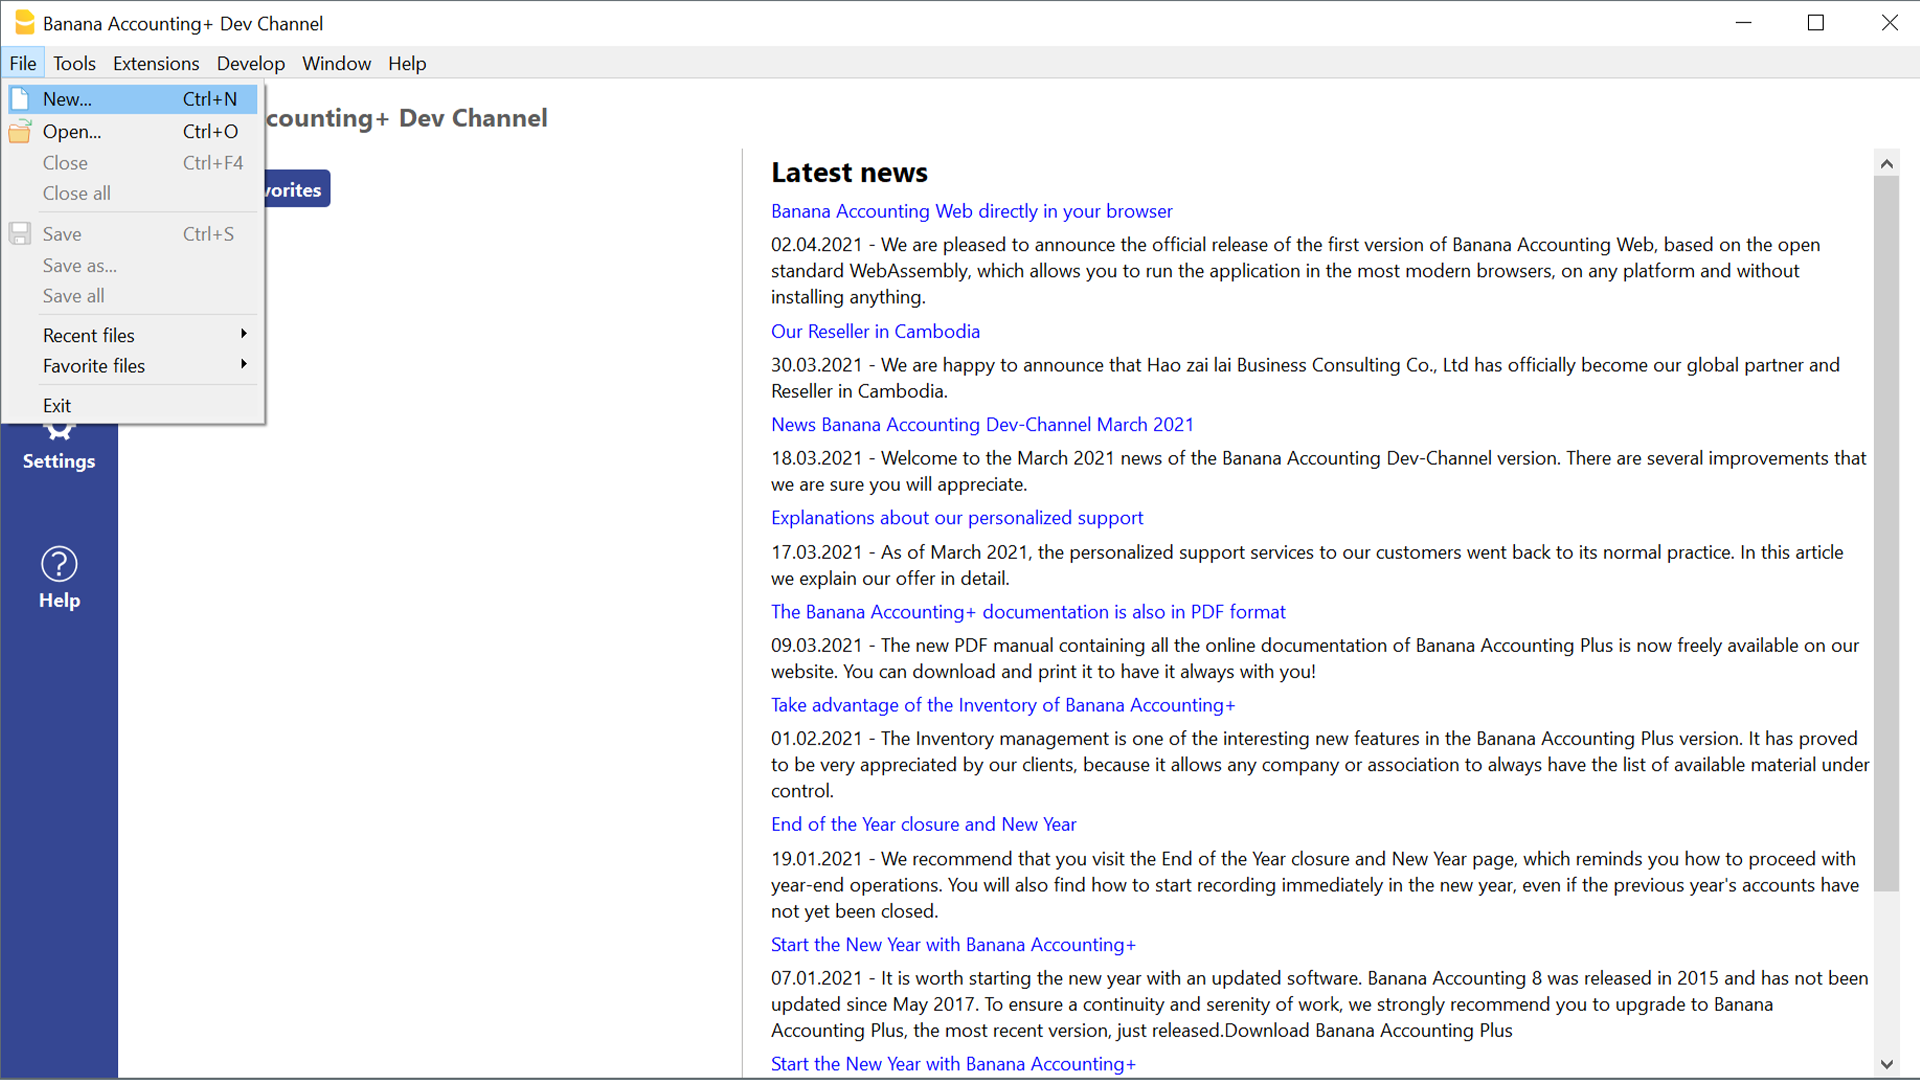 Banana Accounting+ Dev Channel
File Tools Extensions Develop Window Help
New... Ctrl+N
Open... Ctrl+O
Close Ctrl+F4
Close all
Save Ctrl+S
Save as...
Save all
Recent files
Favorite files
Exit
counting+ Dev Channel
vorites
Settings
Help
Latest news
Banana Accounting Web directly in your browser
02.04.2021 - We are pleased to announce the official release of the first version of Banana Accounting Web, based on the open
standard WebAssembly, which allows you to run the application in the most modern browsers, on any platform and without
installing anything.
Our Reseller in Cambodia
30.03.2021 - We are happy to announce that Hao zai lai Business Consulting Co., Ltd has officially become our global partner and
Reseller in Cambodia.
News Banana Accounting Dev-Channel March 2021
18.03.2021 - Welcome to the March 2021 news of the Banana Accounting Dev-Channel version. There are several improvements that
we are sure you will appreciate.
Explanations about our personalized support
17.03.2021 - As of March 2021, the personalized support services to our customers went back to its normal practice. In this article
we explain our offer in detail.
The Banana Accounting+ documentation is also in PDF format
09.03.2021 - The new PDF manual containing all the online documentation of Banana Accounting Plus is now freely available on our
website. You can download and print it to have it always with you!
Take advantage of the Inventory of Banana Accounting+
01.02.2021 - The Inventory management is one of the interesting new features in the Banana Accounting Plus version. It has proved
to be very appreciated by our clients, because it allows any company or association to always have the list of available material under
control.
End of the Year closure and New Year
19.01.2021 - We recommend that you visit the End of the Year closure and New Year page, which reminds you how to proceed with
year-end operations. You will also find how to start recording immediately in the new year, even if the previous year's accounts have
not yet been closed.
Start the New Year with Banana Accounting+
07.01.2021 - It is worth starting the new year with an updated software. Banana Accounting 8 was released in 2015 and has not been
updated since May 2017. To ensure a continuity and serenity of work, we strongly recommend you to upgrade to Banana
Accounting Plus, the most recent version, just released.Download Banana Accounting Plus
Start the New Year with Banana Accounting+